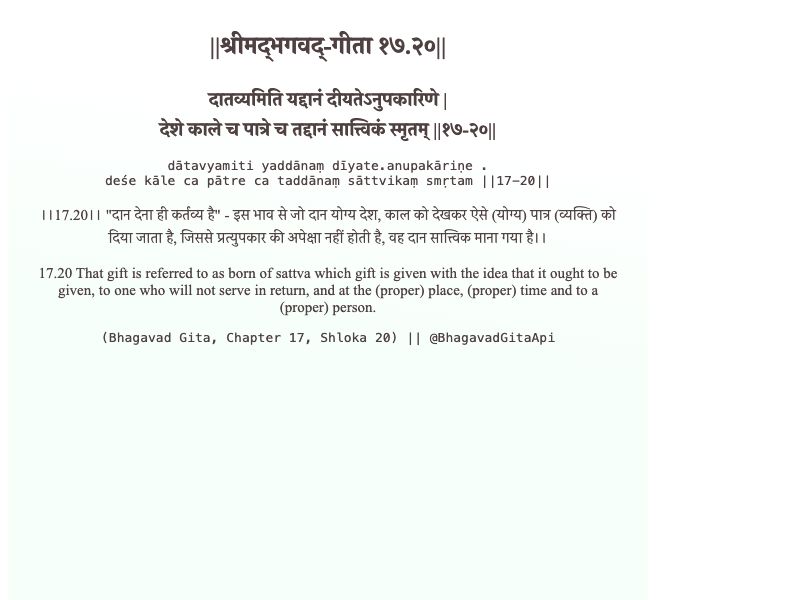 ||श्रीमद्‍भगवद्‍-गीता १७.२०||
दातव्यमिति यद्दानं दीयतेऽनुपकारिणे |
देशे काले च पात्रे च तद्दानं सात्त्विकं स्मृतम् ||१७-२०||
dātavyamiti yaddānaṃ dīyate.anupakāriṇe .
deśe kāle ca pātre ca taddānaṃ sāttvikaṃ smṛtam ||17-20||
।।17.20।। "दान देना ही कर्तव्य है" - इस भाव से जो दान योग्य देश, काल को देखकर ऐसे (योग्य) पात्र (व्यक्ति) को
दिया जाता है, जिससे प्रत्युपकार की अपेक्षा नहीं होती है, वह दान सात्त्विक माना गया है।।
17.20 That gift is referred to as born of sattva which gift is given with the idea that it ought to be
given, to one who will not serve in return, and at the (proper) place, (proper) time and to a
(proper) person.
(Bhagavad Gita, Chapter 17, Shloka 20) || @BhagavadGitaApi